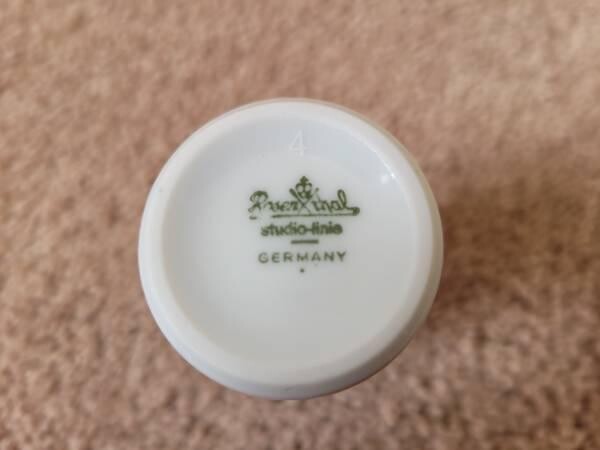 4
Rosenthal
studio-linie
GERMANY